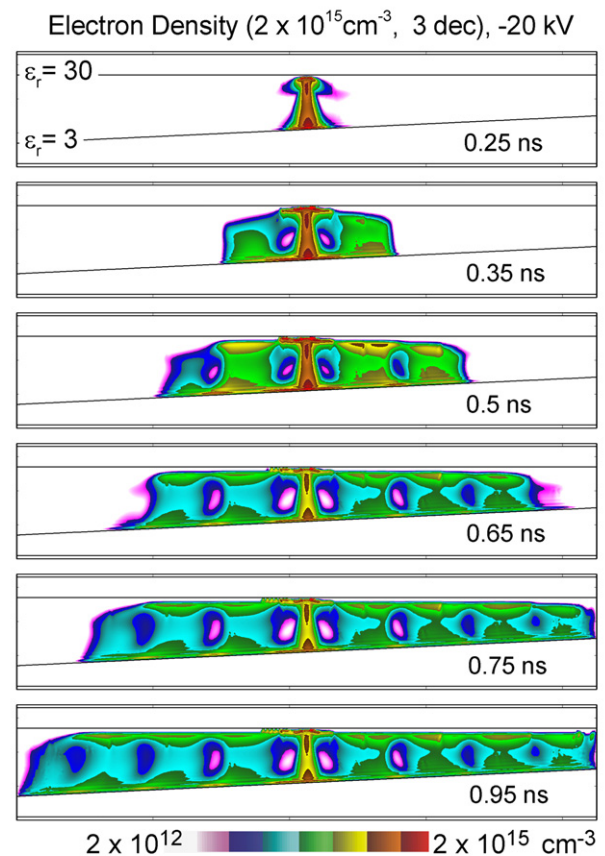 Electron Density (2 x 10¹⁵cm⁻³, 3 dec), -20 kV
εᵣ= 30
εᵣ= 3
0.25 ns
0.35 ns
0.5 ns
0.65 ns
0.75 ns
0.95 ns
2 x 10¹² 2 x 10¹⁵ cm⁻³